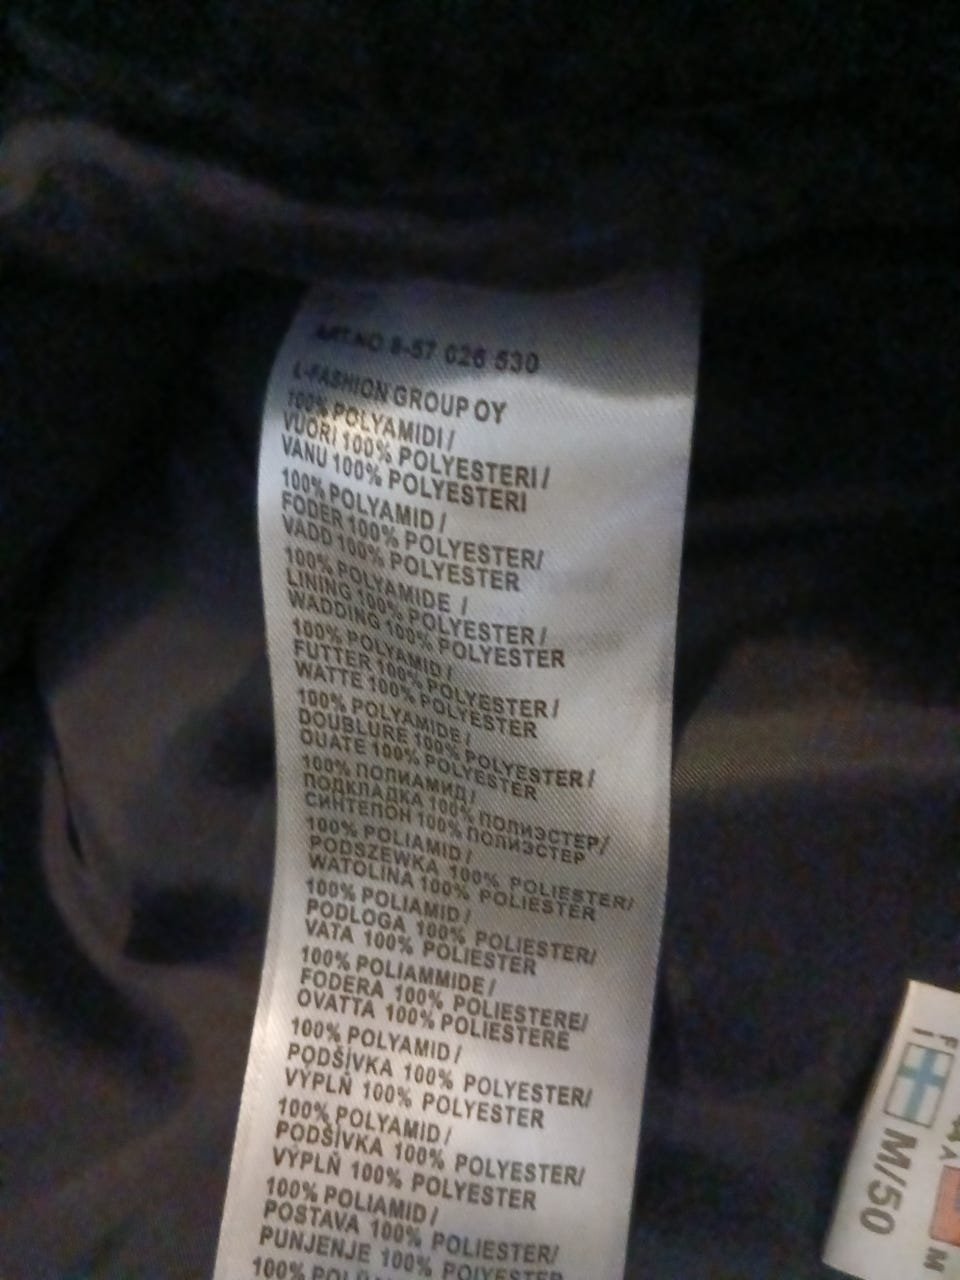 ART.NO 8-57 026 530
L-FASHION GROUP OY
100% POLYAMIDI /
VUORI 100% POLYESTERI /
VANU 100% POLYESTERI
100% POLYAMID /
FODER 100% POLYESTER/
VADD 100% POLYESTER
100% POLYAMIDE /
LINING 100% POLYESTER /
WADDING 100% POLYESTER
100% POLYAMID /
FUTTER 100% POLYESTER /
WATTE 100% POLYESTER
100% POLYAMIDE /
DOUBLURE 100% POLYESTER /
OUATE 100% POLYESTER
100% ПОЛИАМИД/
ПОДКЛАДКА 100% ПОЛИЭСТЕР/
СИНТЕПОН 100% ПОЛИЭСТЕР
100% POLIAMID /
PODSZEWKA 100% POLIESTER/
WATOLINA 100% POLIESTER
100% POLIAMID /
PODLOGA 100% POLIESTER/
VATA 100% POLIESTER
100% POLIAMMIDE /
FODERA 100% POLIESTERE/
OVATTA 100% POLIESTERE
100% POLYAMID /
PODŠÍVKA 100% POLYESTER/
VÝPLŇ 100% POLYESTER
100% POLYAMID /
PODŠÍVKA 100% POLYESTER/
VÝPLŇ 100% POLYESTER
100% POLIAMID /
POSTAVA 100% POLIESTER/
PUNJENJE 100% POLIESTER
100%
M/50
M